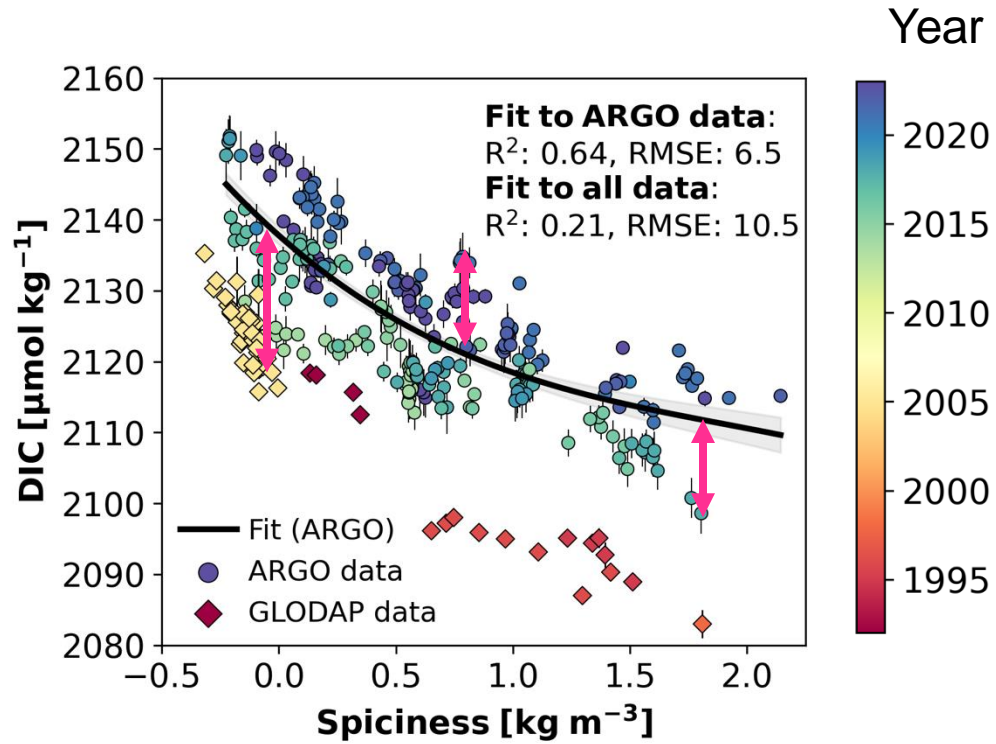 Year
Fit to ARGO data:
R²: 0.64, RMSE: 6.5
Fit to all data:
R²: 0.21, RMSE: 10.5
2160
2150
2140
2130
2120
2110
2100
2090
2080
DIC [µmol kg⁻¹]
Fit (ARGO)
ARGO data
GLODAP data
−0.5
0.0
0.5
1.0
1.5
2.0
Spiciness [kg m⁻³]
2020
2015
2010
2005
2000
1995